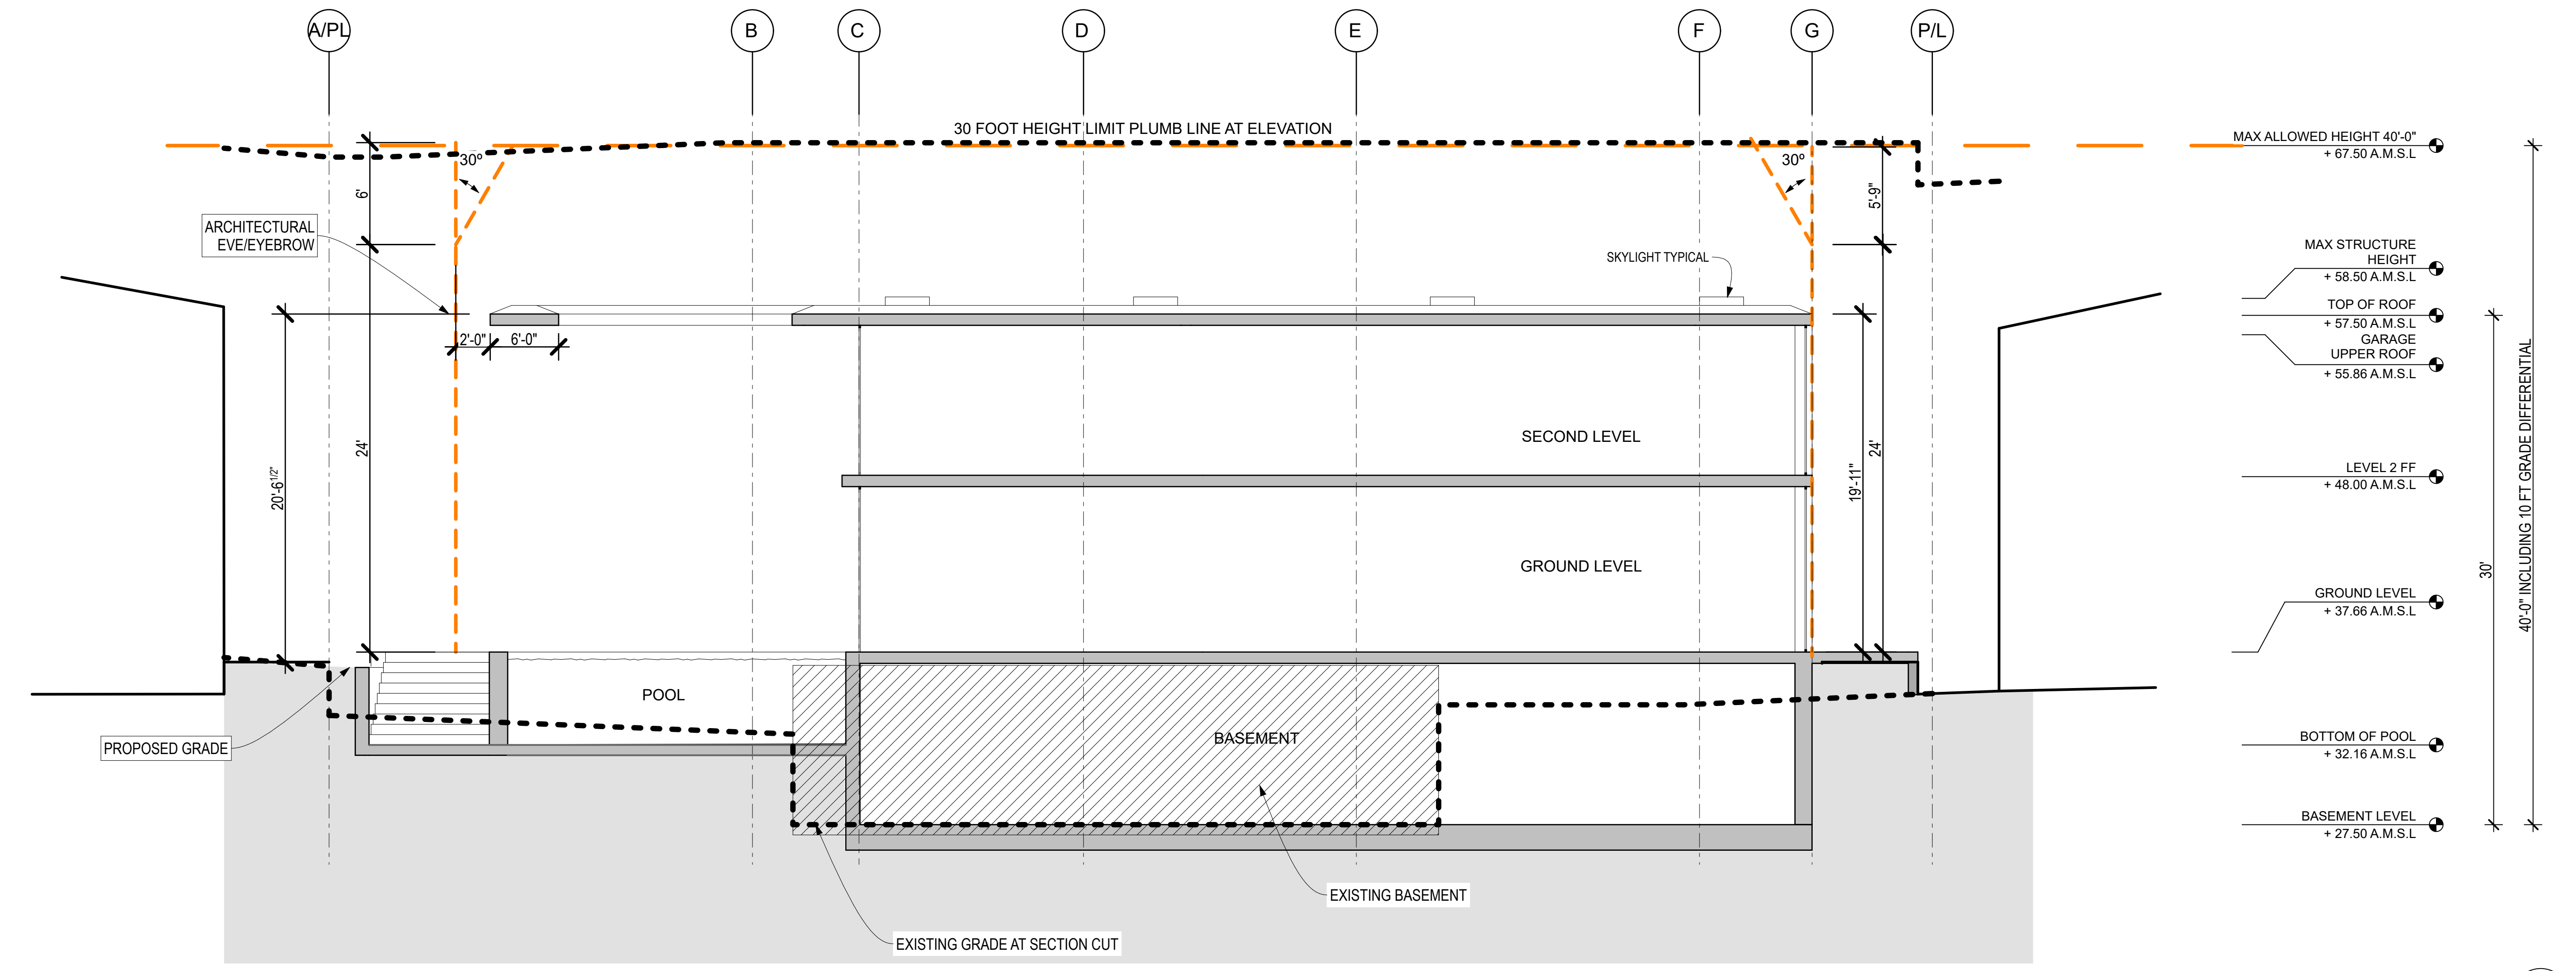 A/PL
B
C
D
E
F
G
P/L
30 FOOT HEIGHT LIMIT PLUMB LINE AT ELEVATION
30º
30º
6'
5'-9"
ARCHITECTURAL
EVE/EYEBROW
SKYLIGHT TYPICAL
2'-0"
6'-0"
24'
20'-6 1/2"
19'-11"
24'
SECOND LEVEL
GROUND LEVEL
POOL
BASEMENT
PROPOSED GRADE
EXISTING BASEMENT
EXISTING GRADE AT SECTION CUT
MAX ALLOWED HEIGHT 40'-0"
+ 67.50 A.M.S.L
MAX STRUCTURE
HEIGHT
+ 58.50 A.M.S.L
TOP OF ROOF
+ 57.50 A.M.S.L
GARAGE
UPPER ROOF
+ 55.86 A.M.S.L
LEVEL 2 FF
+ 48.00 A.M.S.L
GROUND LEVEL
+ 37.66 A.M.S.L
BOTTOM OF POOL
+ 32.16 A.M.S.L
BASEMENT LEVEL
+ 27.50 A.M.S.L
30'
40'-0" INCLUDING 10 FT GRADE DIFFERENTIAL